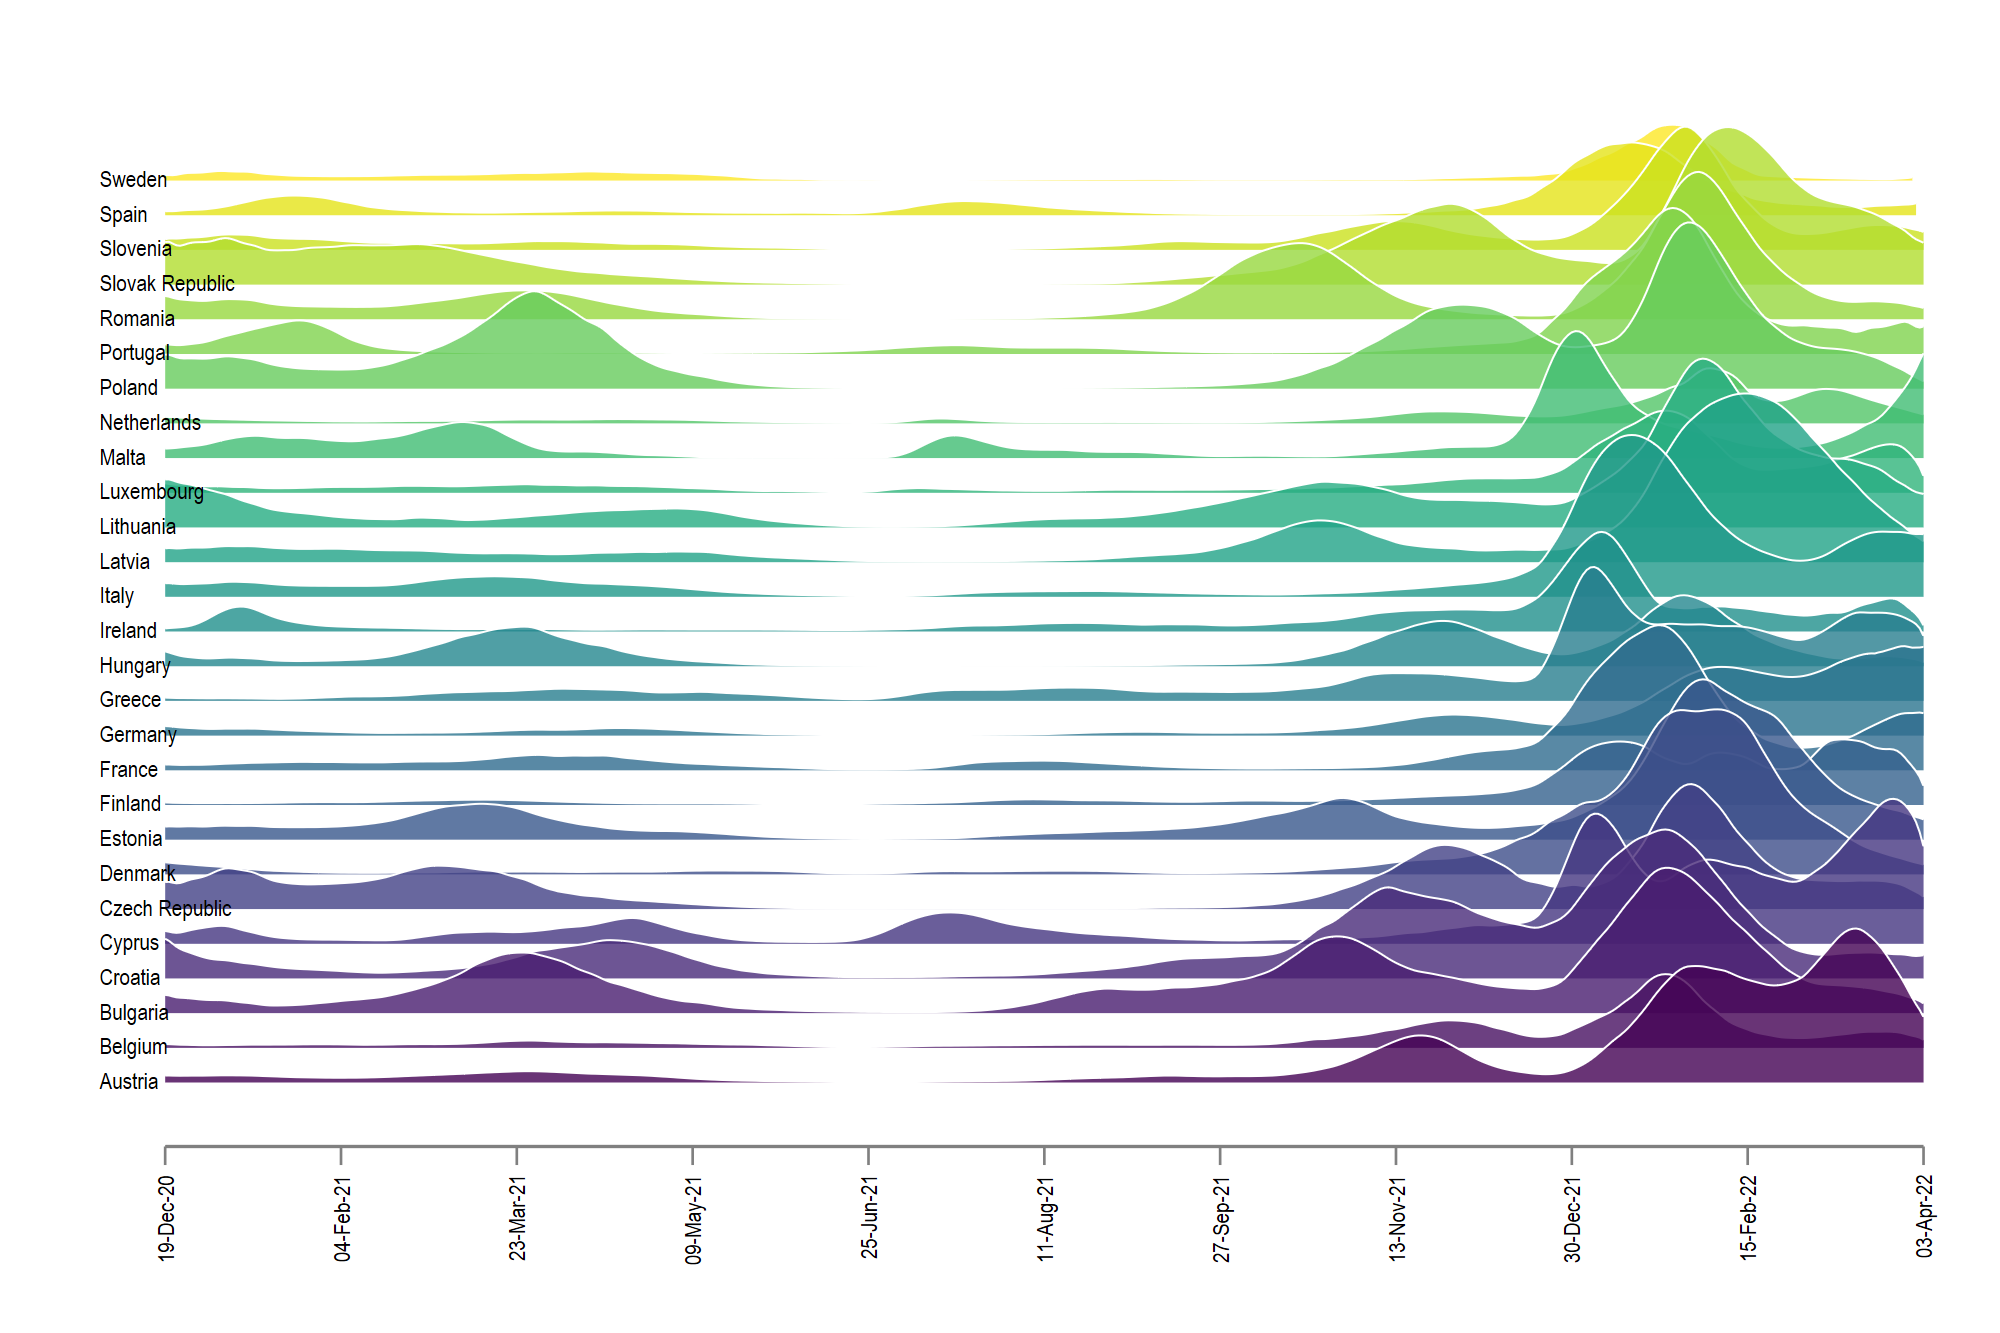 Sweden
Spain
Slovenia
Slovak Republic
Romania
Portugal
Poland
Netherlands
Malta
Luxembourg
Lithuania
Latvia
Italy
Ireland
Hungary
Greece
Germany
France
Finland
Estonia
Denmark
Czech Republic
Cyprus
Croatia
Bulgaria
Belgium
Austria
19-Dec-20
04-Feb-21
23-Mar-21
09-May-21
25-Jun-21
11-Aug-21
27-Sep-21
13-Nov-21
30-Dec-21
15-Feb-22
03-Apr-22